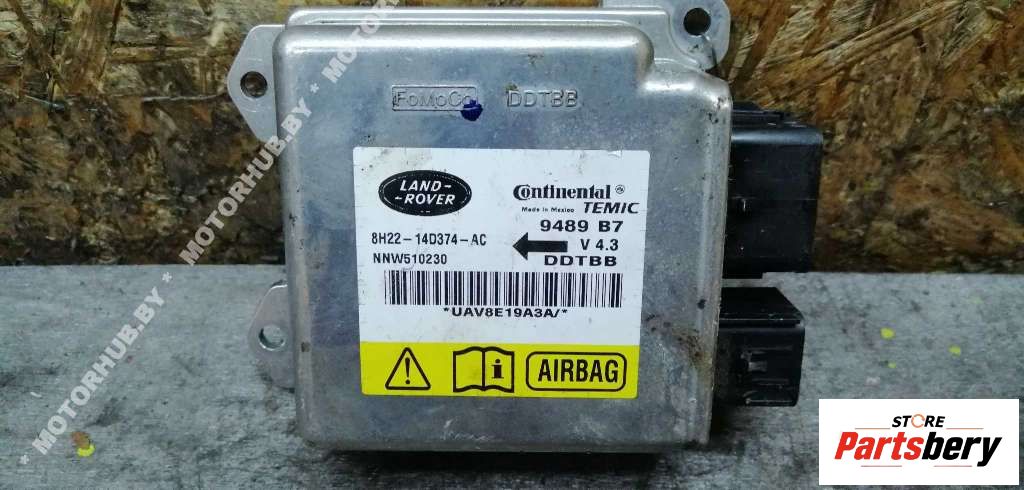 FoMoCo DDTBB
LAND-
-ROVER
Continental
Made in Mexico TEMIC
8H22-14D374-AC
NNW510230
9489 B7
V 4.3
DDTBB
*UAV8E19A3A/*
AIRBAG
* MOTORHUB.BY * MOTORHUB.BY * MOTORHUB.BY *
STORE
Partsbery